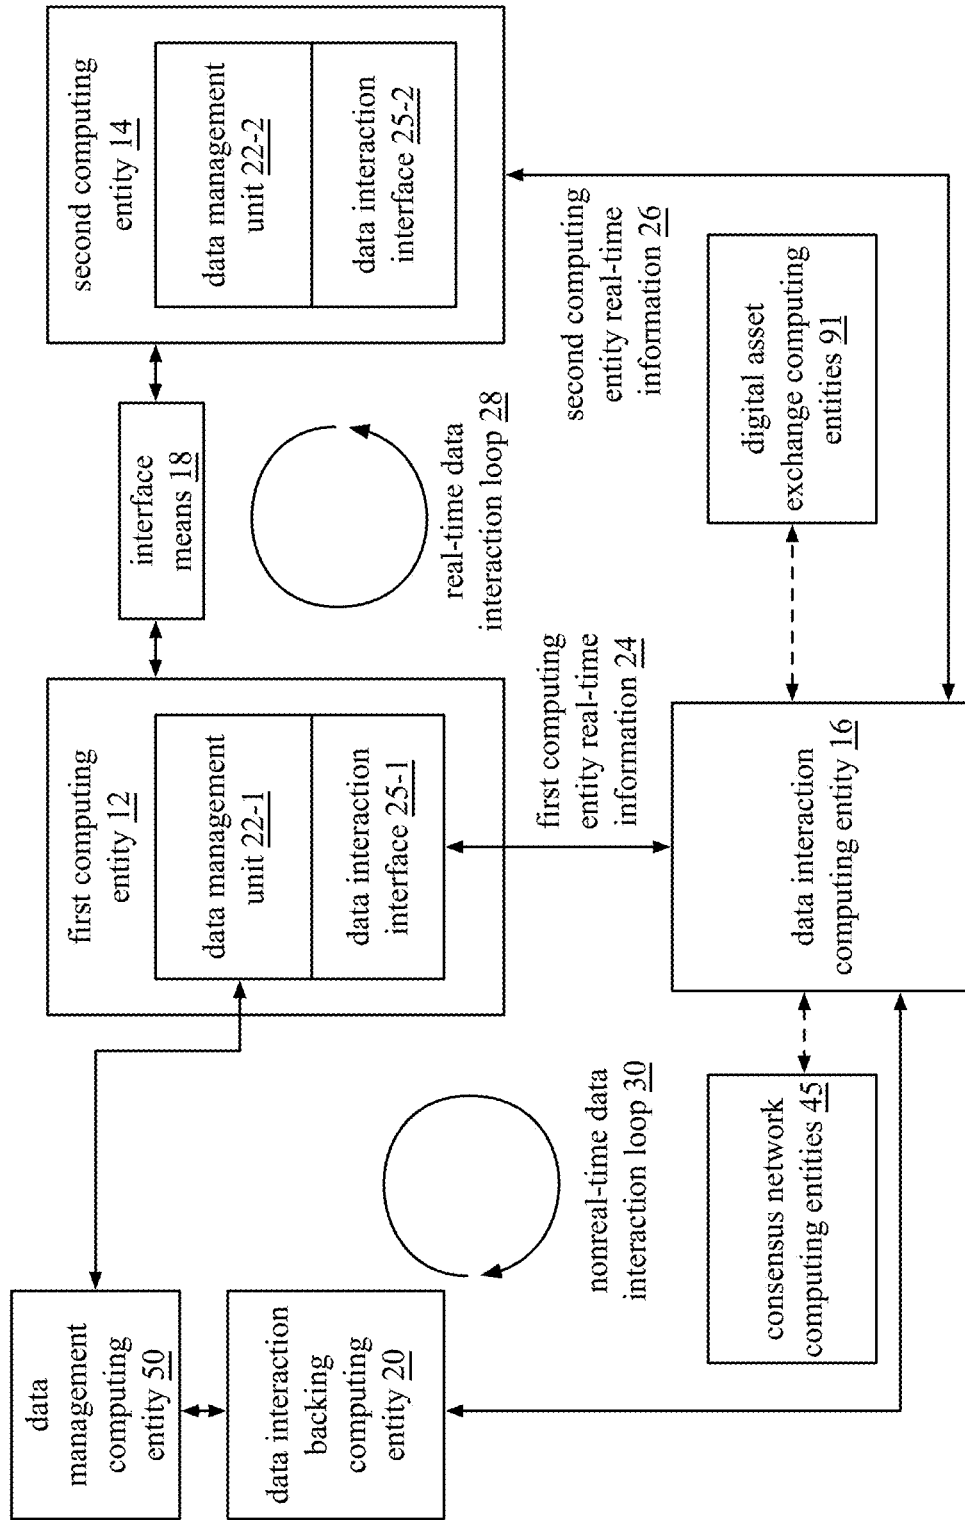 data
management
computing
entity 50
data interaction
backing
computing
entity 20
first computing
entity 12
data management
unit 22-1
data interaction
interface 25-1
interface
means 18
second computing
entity 14
data management
unit 22-2
data interaction
interface 25-2
nonreal-time data
interaction loop 30
real-time data
interaction loop 28
first computing
entity real-time
information 24
second computing
entity real-time
information 26
consensus network
computing entities 45
data interaction
computing entity 16
digital asset
exchange computing
entities 91